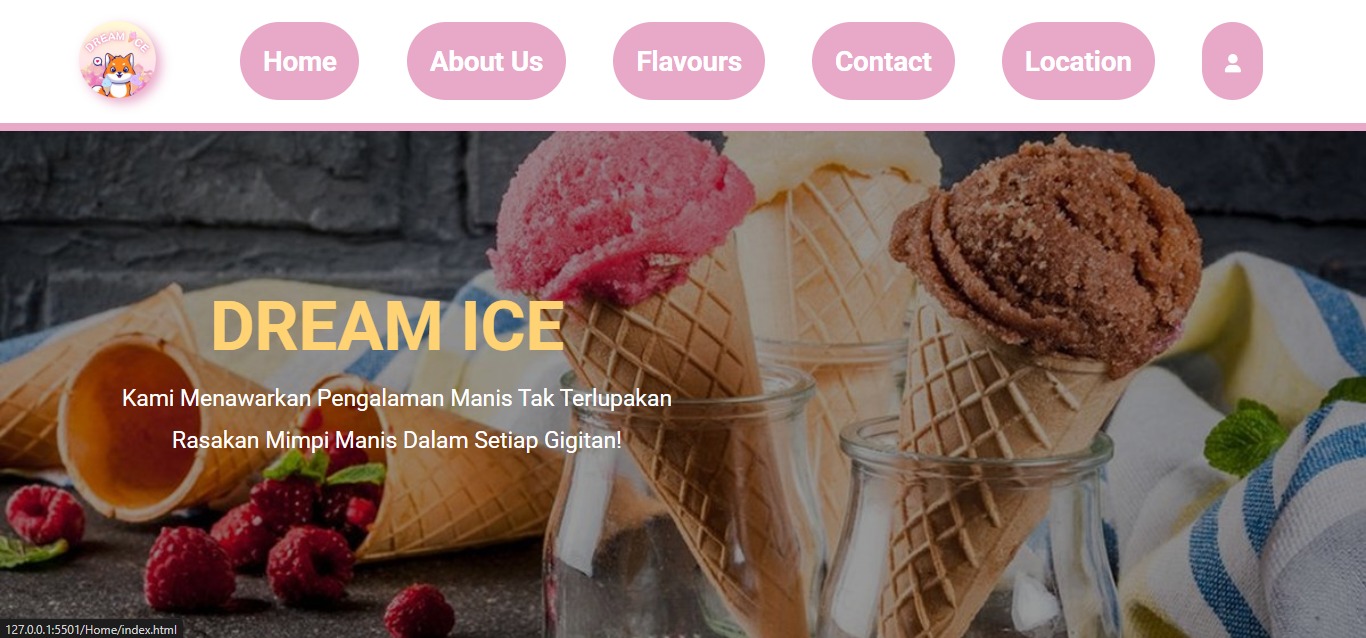 DREAM ICE
Home
About Us
Flavours
Contact
Location
DREAM ICE
Kami Menawarkan Pengalaman Manis Tak Terlupakan
Rasakan Mimpi Manis Dalam Setiap Gigitan!
127.0.0.1:5501/Home/index.html